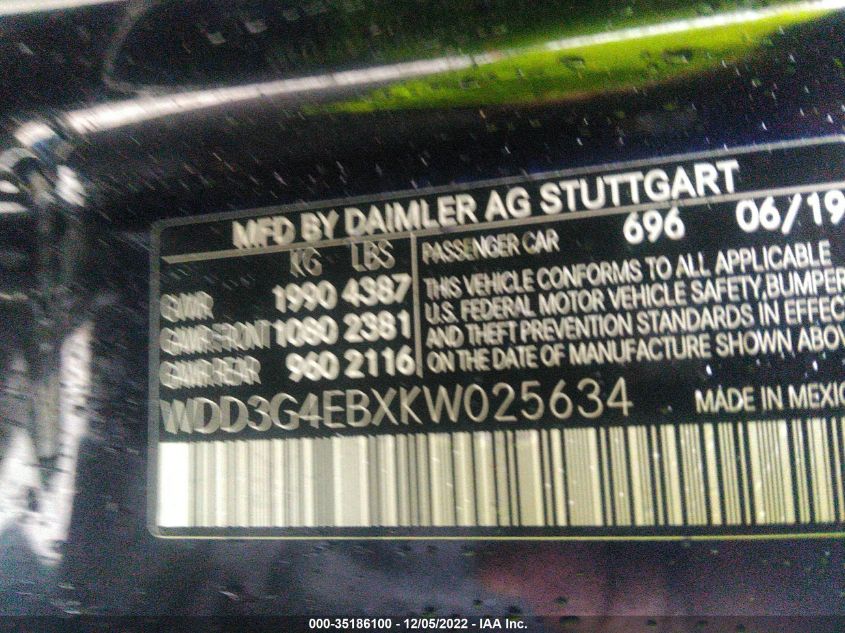 MFD BY DAIMLER AG STUTTGART
KG LBS
GVWR 1990 4387
GAWR FRONT 1080 2381
GAWR REAR 960 2116
PASSENGER CAR 696 06/19
THIS VEHICLE CONFORMS TO ALL APPLICABLE
U.S. FEDERAL MOTOR VEHICLE SAFETY, BUMPER
AND THEFT PREVENTION STANDARDS IN EFFEC
ON THE DATE OF MANUFACTURE SHOWN ABOV
WDD3G4EBXKW025634 MADE IN MEXIC
000-35186100 - 12/05/2022 - IAA Inc.